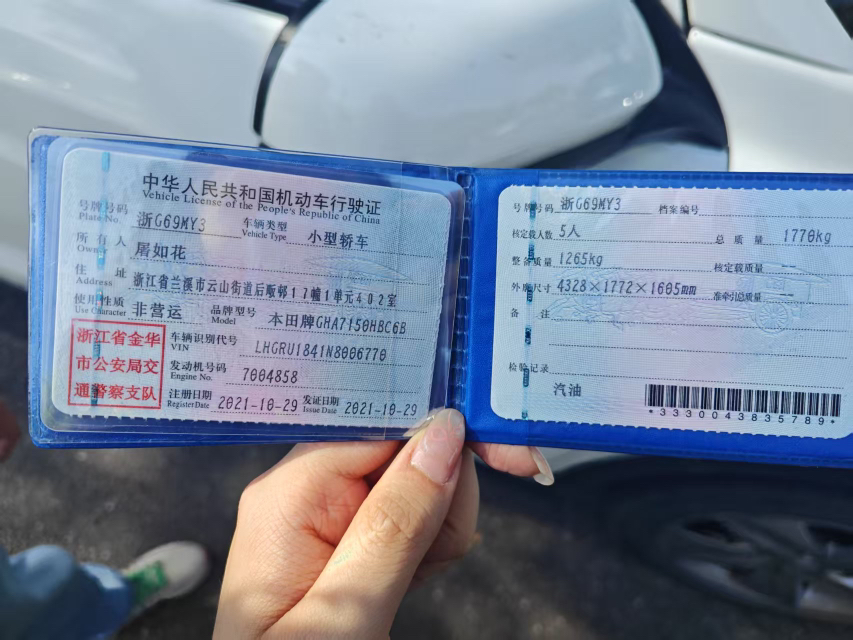 中华人民共和国机动车行驶证
Vehicle License of the People's Republic of China
号牌号码 浙G69MY3 车辆类型 小型轿车
Plate No. Vehicle Type
所有人 屠如花
Owner
住址 浙江省兰溪市云山街道后顺邻17幢1单元402室
Address
使用性质 非营运 品牌型号 本田牌GHA7150HBC6B
Use Character Model
浙江省金华
市公安局交
通警察支队
车辆识别代号 LHGRU1841N8006770
VIN
发动机号码 7004858
Engine No.
注册日期 2021-10-29 发证日期 2021-10-29
Register Date Issue Date
号牌号码 浙G69MY3 档案编号
核定载人数 5人 总质量 1770kg
整备质量 1265kg 核定载质量
外廓尺寸 4328×1772×1605mm 准牵引总质量
备注
检验记录
汽油
*3330043835789*